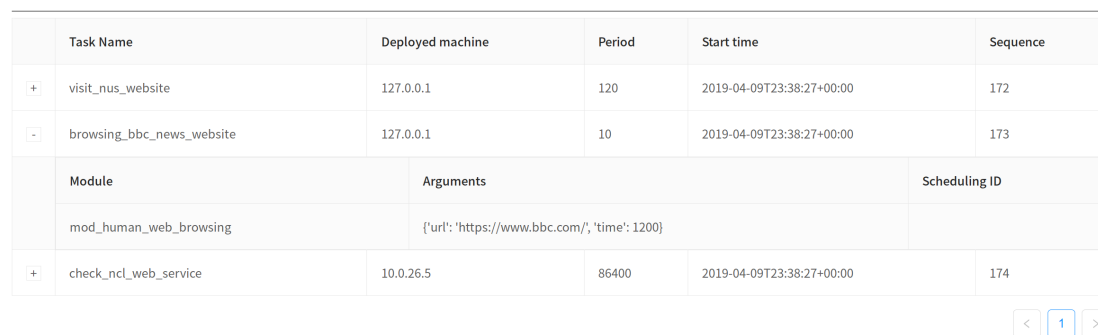 Task Name Deployed machine Period Start time Sequence
+ visit_nus_website 127.0.0.1 120 2019-04-09T23:38:27+00:00 172
- browsing_bbc_news_website 127.0.0.1 10 2019-04-09T23:38:27+00:00 173
Module Arguments Scheduling ID
mod_human_web_browsing {'url': 'https://www.bbc.com/', 'time': 1200}
+ check_ncl_web_service 10.0.26.5 86400 2019-04-09T23:38:27+00:00 174
< 1 >